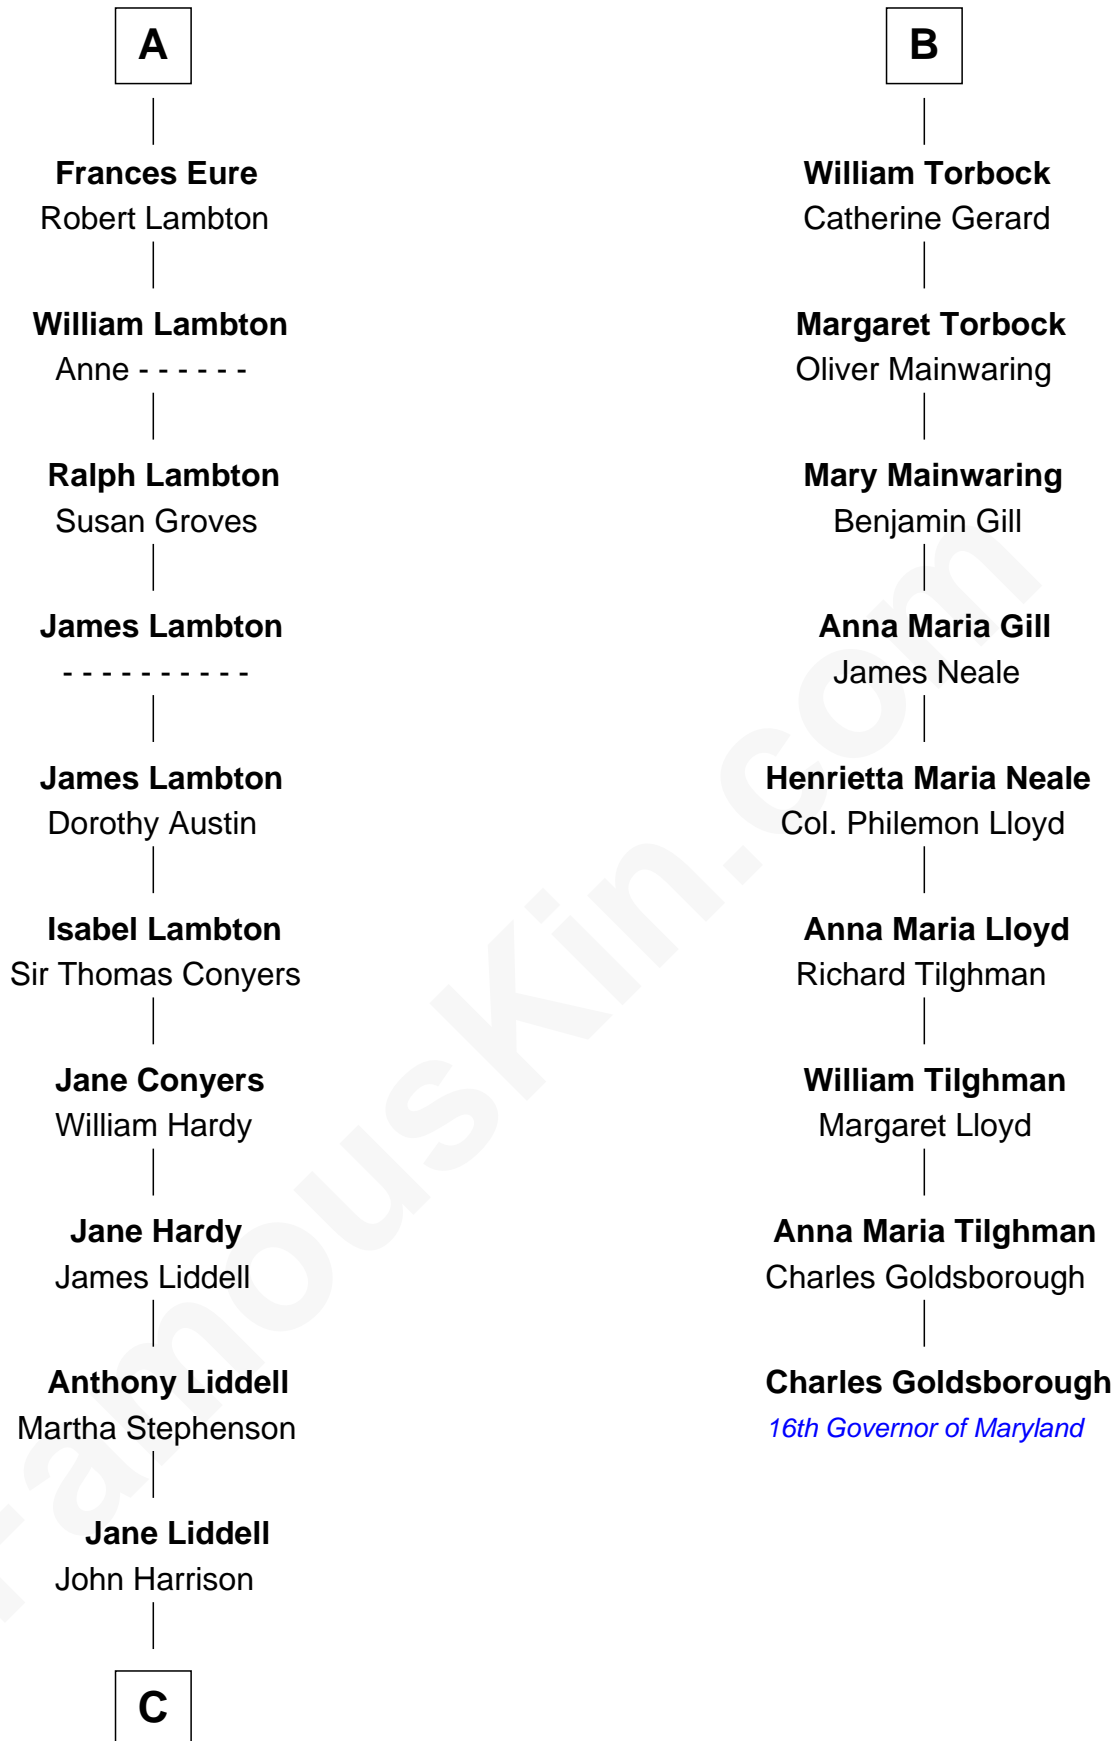 A
Frances Eure
Robert Lambton
William Lambton
Anne - - - - - -
Ralph Lambton
Susan Groves
James Lambton
- - - - - - - - - -
James Lambton
Dorothy Austin
Isabel Lambton
Sir Thomas Conyers
Jane Conyers
William Hardy
Jane Hardy
James Liddell
Anthony Liddell
Martha Stephenson
Jane Liddell
John Harrison
C
B
William Torbock
Catherine Gerard
Margaret Torbock
Oliver Mainwaring
Mary Mainwaring
Benjamin Gill
Anna Maria Gill
James Neale
Henrietta Maria Neale
Col. Philemon Lloyd
Anna Maria Lloyd
Richard Tilghman
William Tilghman
Margaret Lloyd
Anna Maria Tilghman
Charles Goldsborough
Charles Goldsborough
16th Governor of Maryland
FamousKin.com